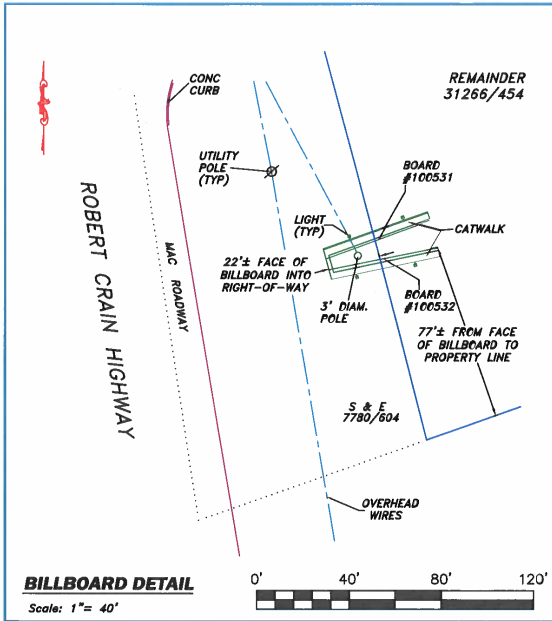 CONC
CURB
REMAINDER
31266/454
UTILITY
POLE
(TYP)
BOARD
#100531
ROBERT CRAIN HIGHWAY
MAC ROADWAY
LIGHT
(TYP)
CATWALK
22'± FACE OF
BILLBOARD INTO
RIGHT-OF-WAY
3' DIAM.
POLE
BOARD
#100532
77'± FROM FACE
OF BILLBOARD TO
PROPERTY LINE
S & E
7780/604
OVERHEAD
WIRES
BILLBOARD DETAIL
Scale: 1"= 40'
0' 40' 80' 120'